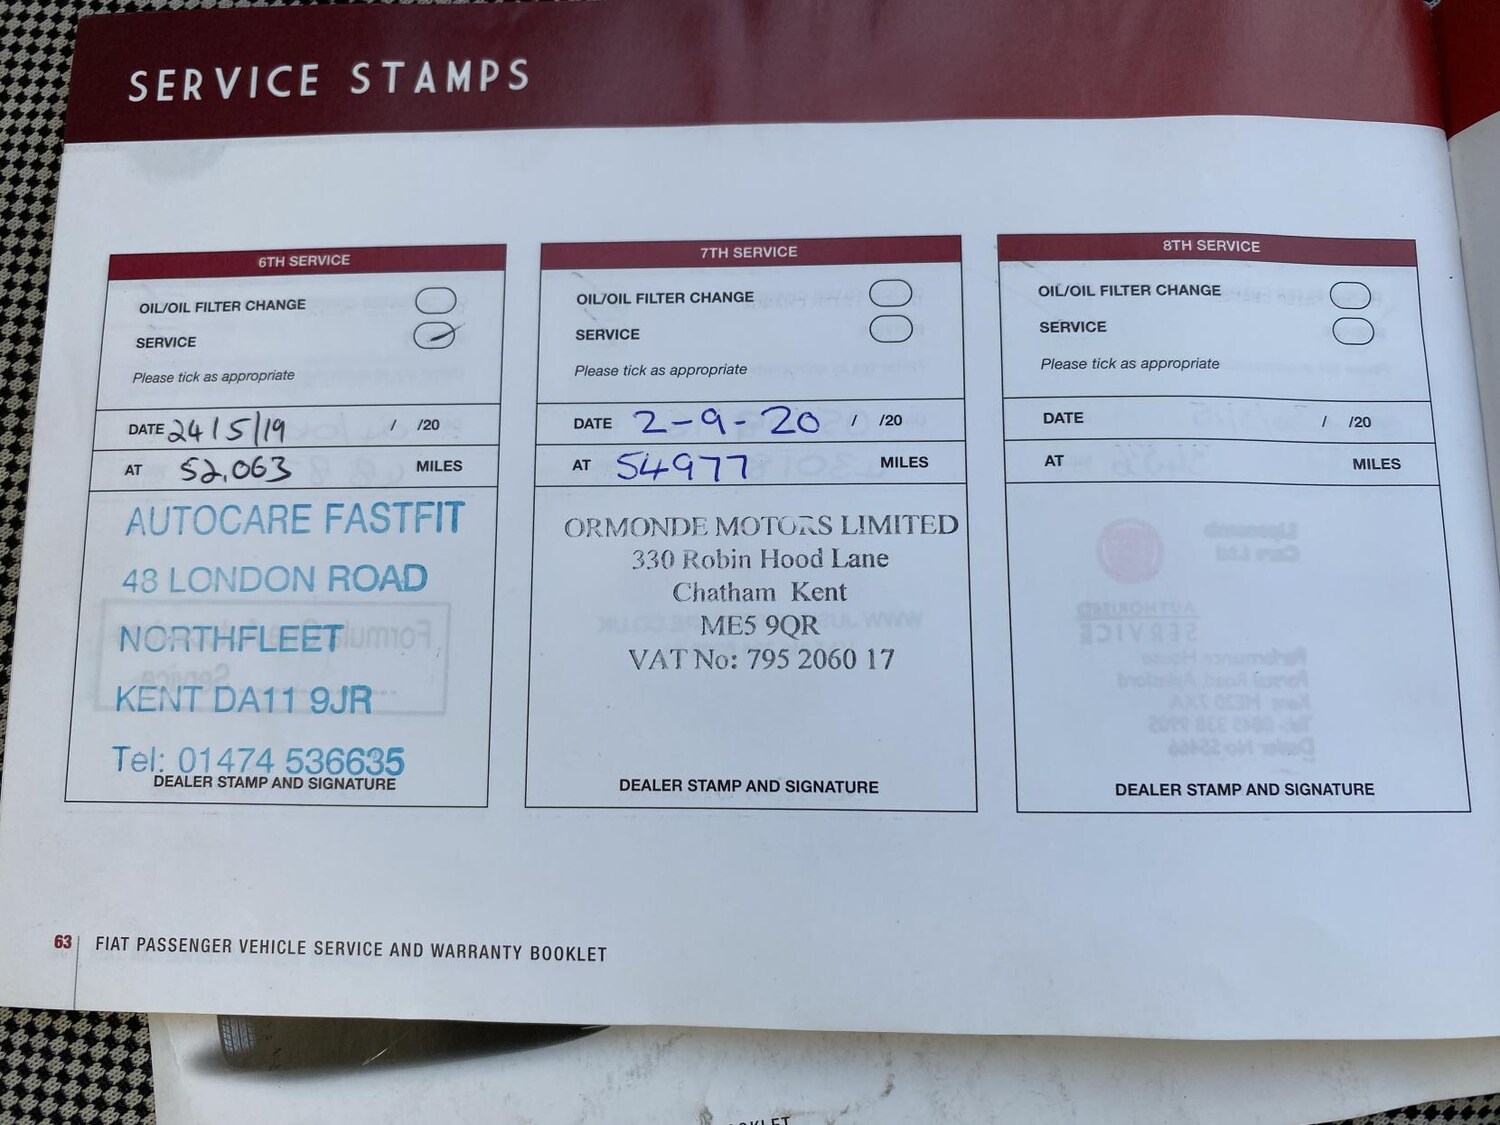 SERVICE STAMPS
6TH SERVICE
OIL/OIL FILTER CHANGE
SERVICE
Please tick as appropriate
DATE 24/5/19 / /20
AT 52,063 MILES
AUTOCARE FASTFIT
48 LONDON ROAD
NORTHFLEET
KENT DA11 9JR
Tel: 01474 536635
DEALER STAMP AND SIGNATURE
7TH SERVICE
OIL/OIL FILTER CHANGE
SERVICE
Please tick as appropriate
DATE 2-9-20 / /20
AT 54977 MILES
ORMONDE MOTORS LIMITED
330 Robin Hood Lane
Chatham Kent
ME5 9QR
VAT No: 795 2060 17
DEALER STAMP AND SIGNATURE
8TH SERVICE
OIL/OIL FILTER CHANGE
SERVICE
Please tick as appropriate
DATE / /20
AT MILES
DEALER STAMP AND SIGNATURE
63 FIAT PASSENGER VEHICLE SERVICE AND WARRANTY BOOKLET